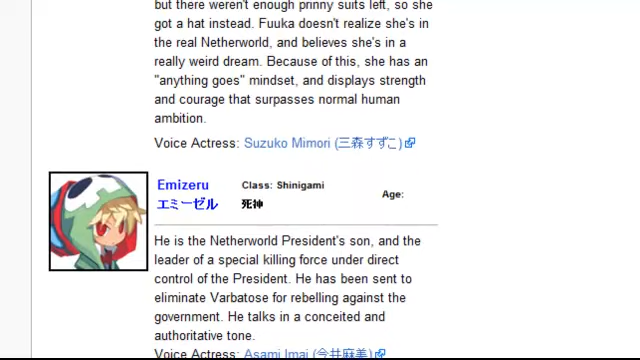 but there weren't enough prinny suits left, so she
got a hat instead. Fuuka doesn't realize she's in
the real Netherworld, and believes she's in a
really weird dream. Because of this, she has an
"anything goes" mindset, and displays strength
and courage that surpasses normal human
ambition.
Voice Actress: Suzuko Mimori (三森すずこ)
Emizeru
エミーゼル
Class: Shinigami
死神
Age:
He is the Netherworld President's son, and the
leader of a special killing force under direct
control of the President. He has been sent to
eliminate Varbatose for rebelling against the
government. He talks in a conceited and
authoritative tone.
Voice Actress: Asami Imai (今井麻美)